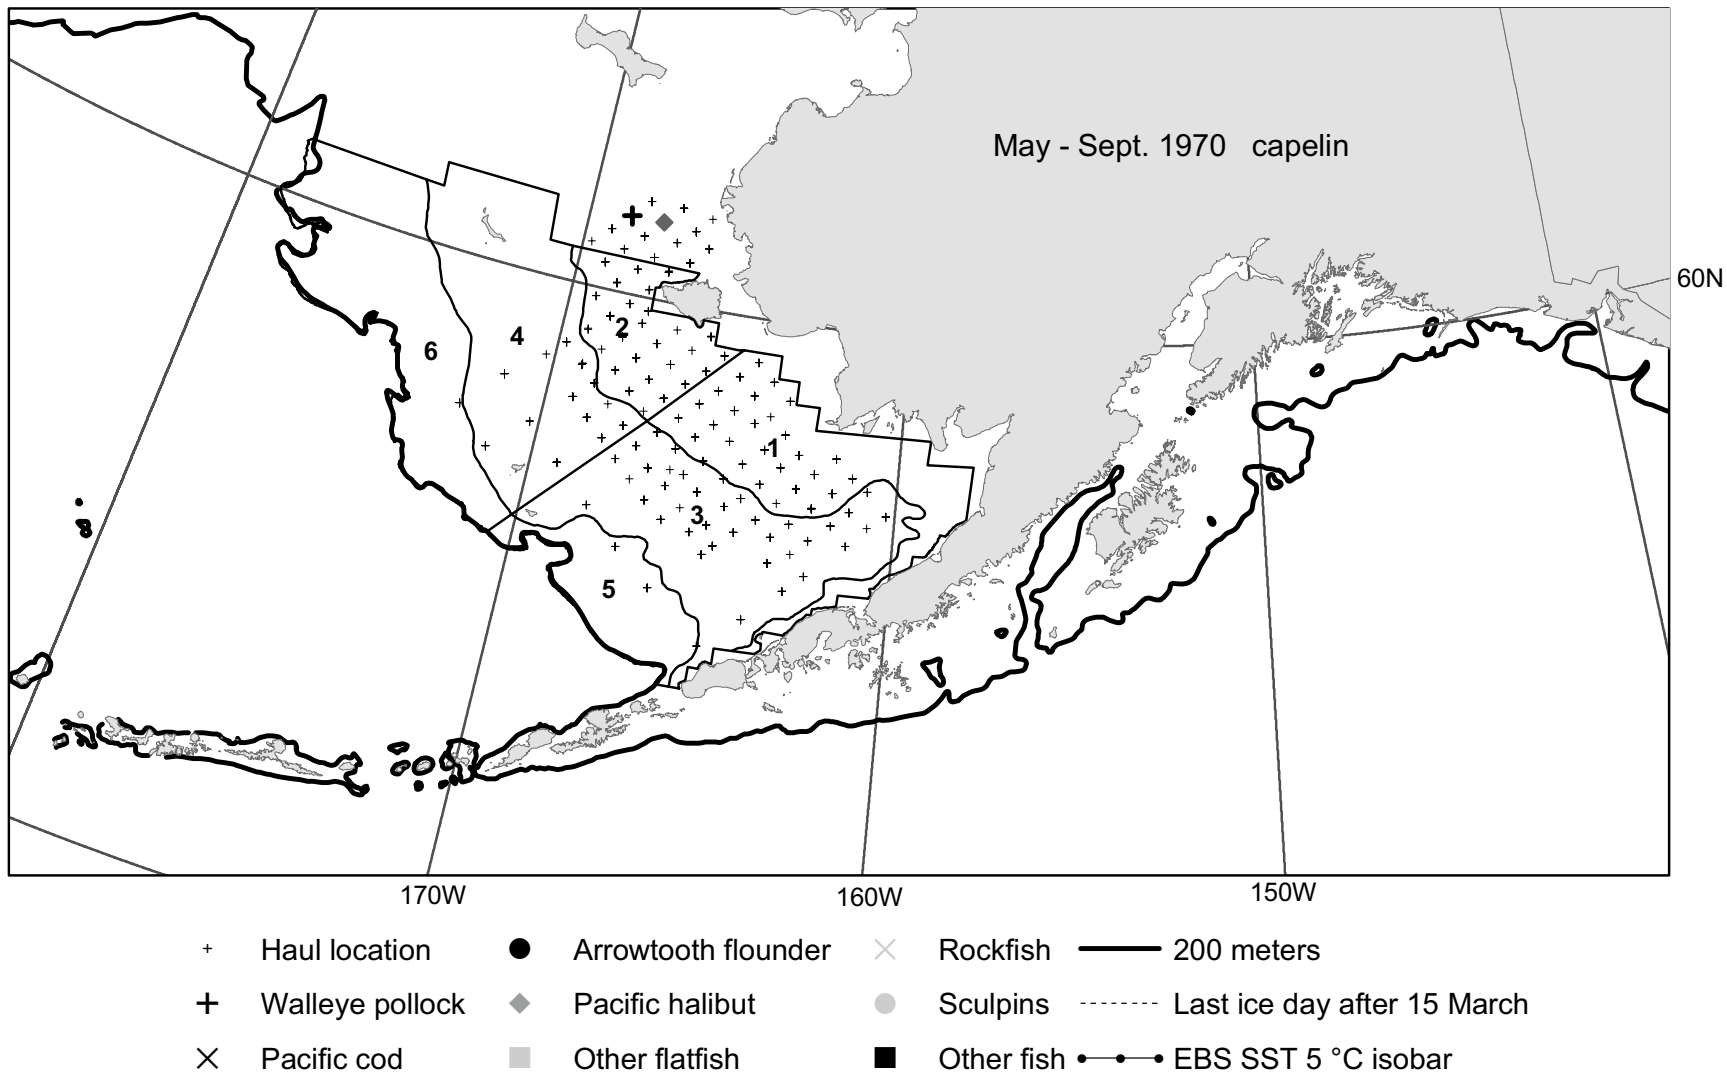 May - Sept. 1970 capelin
60N
2
4
6
1
3
5
170W
160W
150W
Haul location
Arrowtooth flounder
Rockfish
200 meters
Walleye pollock
Pacific halibut
Sculpins
Last ice day after 15 March
Pacific cod
Other flatfish
Other fish
EBS SST 5 °C isobar